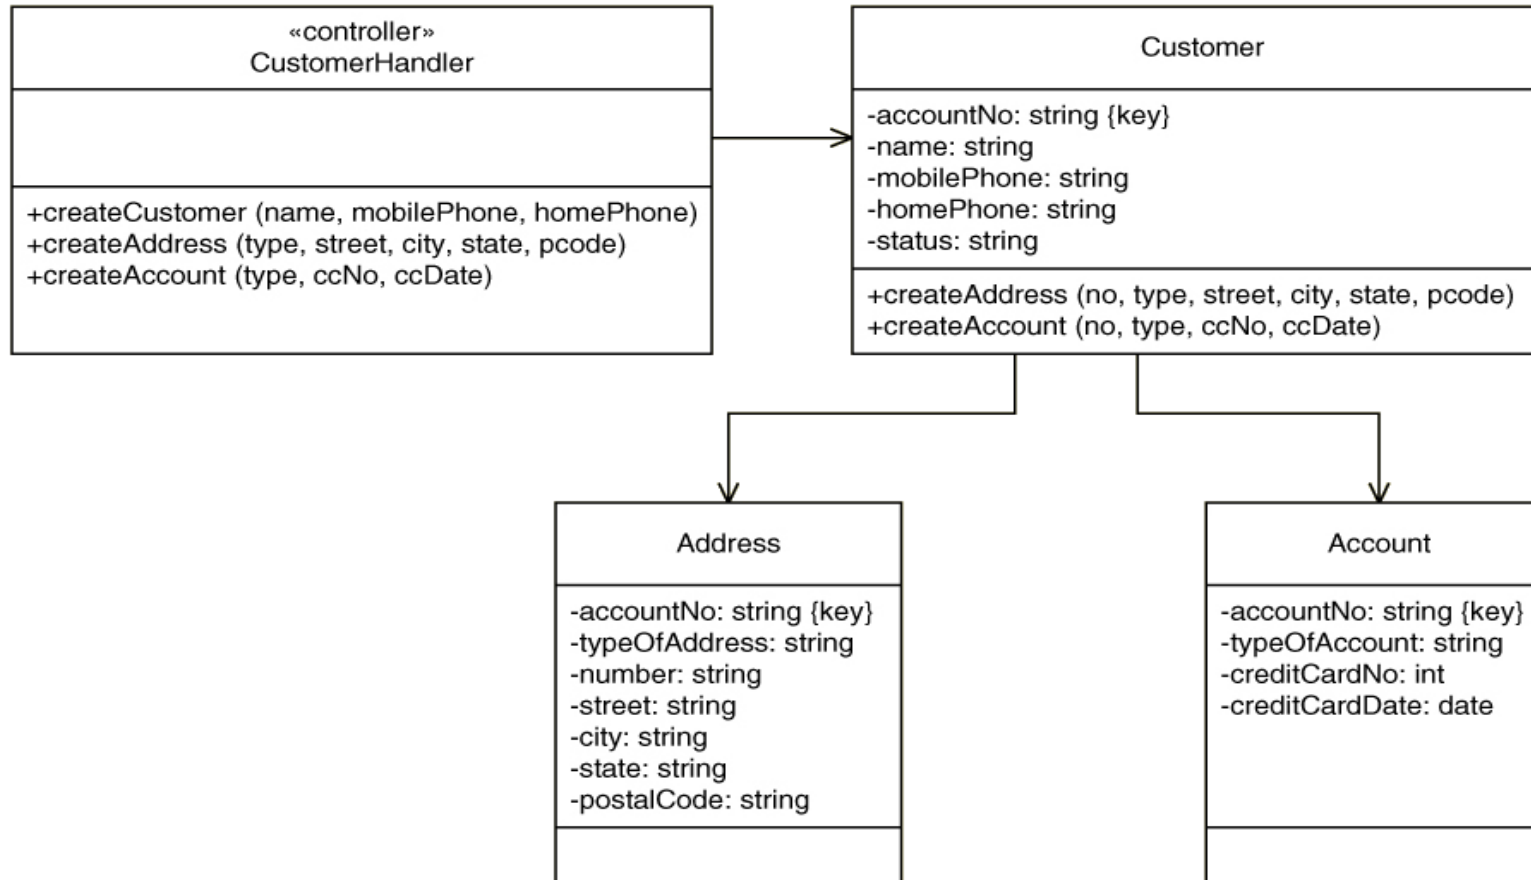 «controller»
CustomerHandler
+createCustomer (name, mobilePhone, homePhone)
+createAddress (type, street, city, state, pcode)
+createAccount (type, ccNo, ccDate)
Customer
-accountNo: string {key}
-name: string
-mobilePhone: string
-homePhone: string
-status: string
+createAddress (no, type, street, city, state, pcode)
+createAccount (no, type, ccNo, ccDate)
Address
-accountNo: string {key}
-typeOfAddress: string
-number: string
-street: string
-city: string
-state: string
-postalCode: string
Account
-accountNo: string {key}
-typeOfAccount: string
-creditCardNo: int
-creditCardDate: date